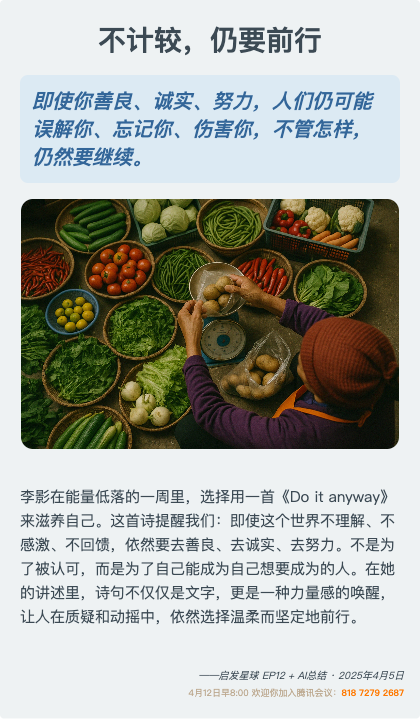 不计较，仍要前行
即使你善良、诚实、努力，人们仍可能
误解你、忘记你、伤害你，不管怎样，
仍然要继续。
李影在能量低落的一周里，选择用一首《Do it anyway》
来滋养自己。这首诗提醒我们：即使这个世界不理解、不
感激、不回馈，依然要去善良、去诚实、去努力。不是为
了被认可，而是为了自己能成为自己想要成为的人。在她
的讲述里，诗句不仅仅是文字，更是一种力量感的唤醒，
让人在质疑和动摇中，依然选择温柔而坚定地前行。
——启发星球 EP12 + AI总结 · 2025年4月5日
4月12日早8:00 欢迎你加入腾讯会议：818 7279 2687